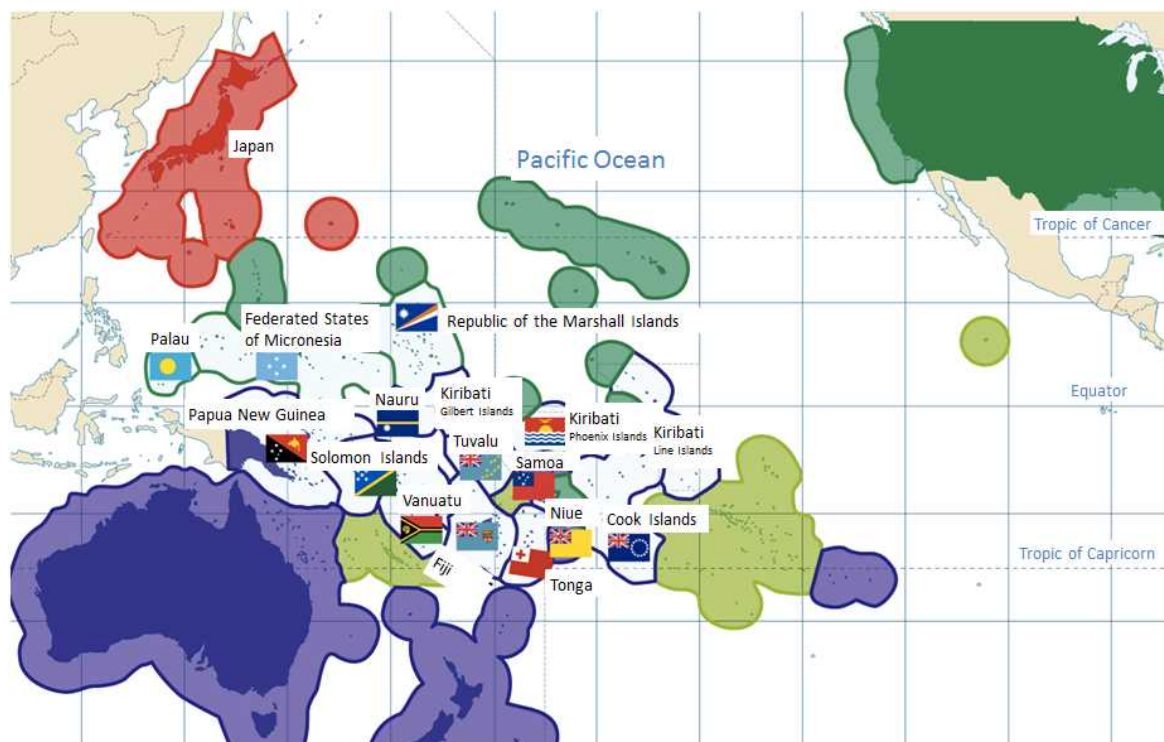 Japan
Pacific Ocean
Tropic of Cancer
Federated States
of Micronesia
Republic of the Marshall Islands
Palau
Equator
Nauru
Kiribati
Gilbert Islands
Papua New Guinea
Kiribati
Phoenix Islands
Kiribati
Line Islands
Tuvalu
Solomon Islands
Samoa
Vanuatu
Niue
Cook Islands
Fiji
Tonga
Tropic of Capricorn